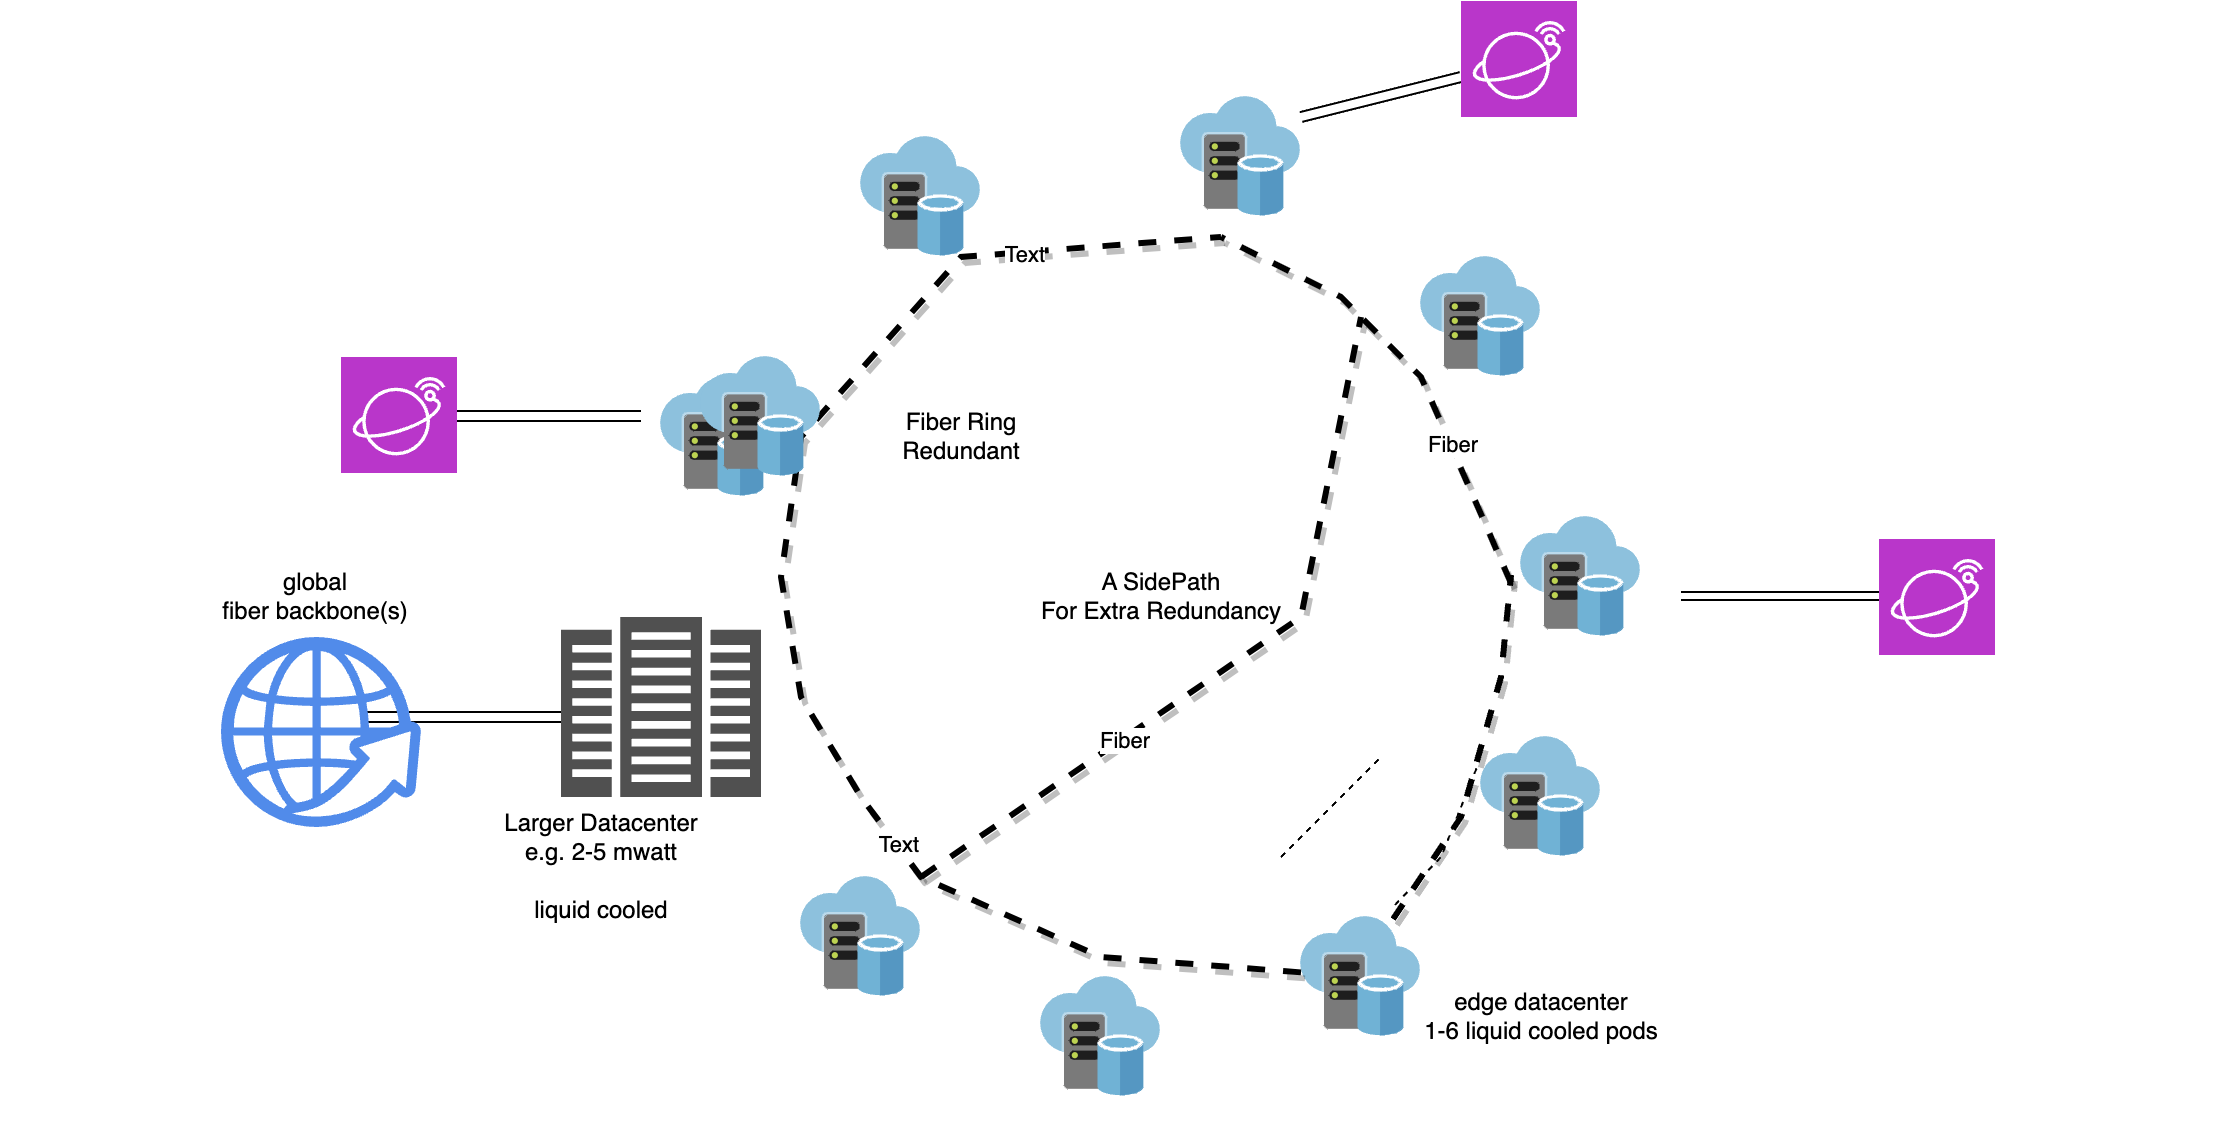 Text
Fiber Ring
Redundant
Fiber
global
fiber backbone(s)
A SidePath
For Extra Redundancy
Fiber
Larger Datacenter
e.g. 2-5 mwatt
liquid cooled
Text
edge datacenter
1-6 liquid cooled pods